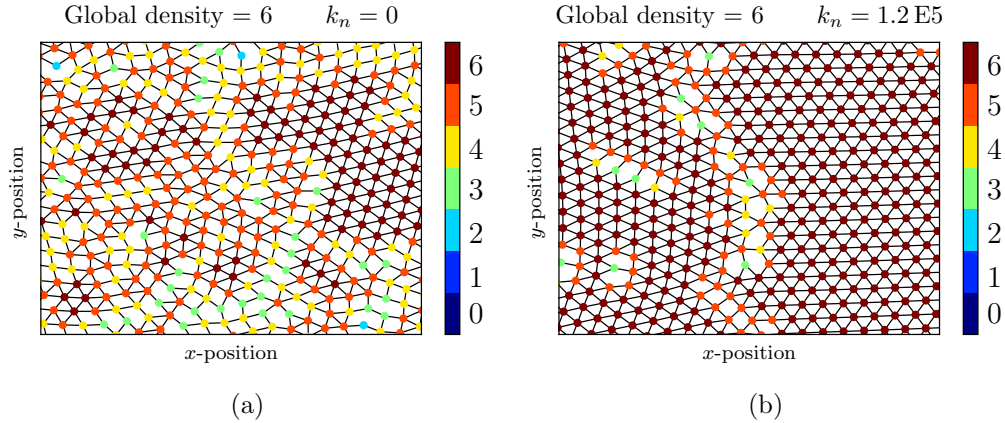 Global density = 6 k_n = 0
y-position
6
5
4
3
2
1
0
x-position
(a)
Global density = 6 k_n = 1.2 E5
y-position
6
5
4
3
2
1
0
x-position
(b)